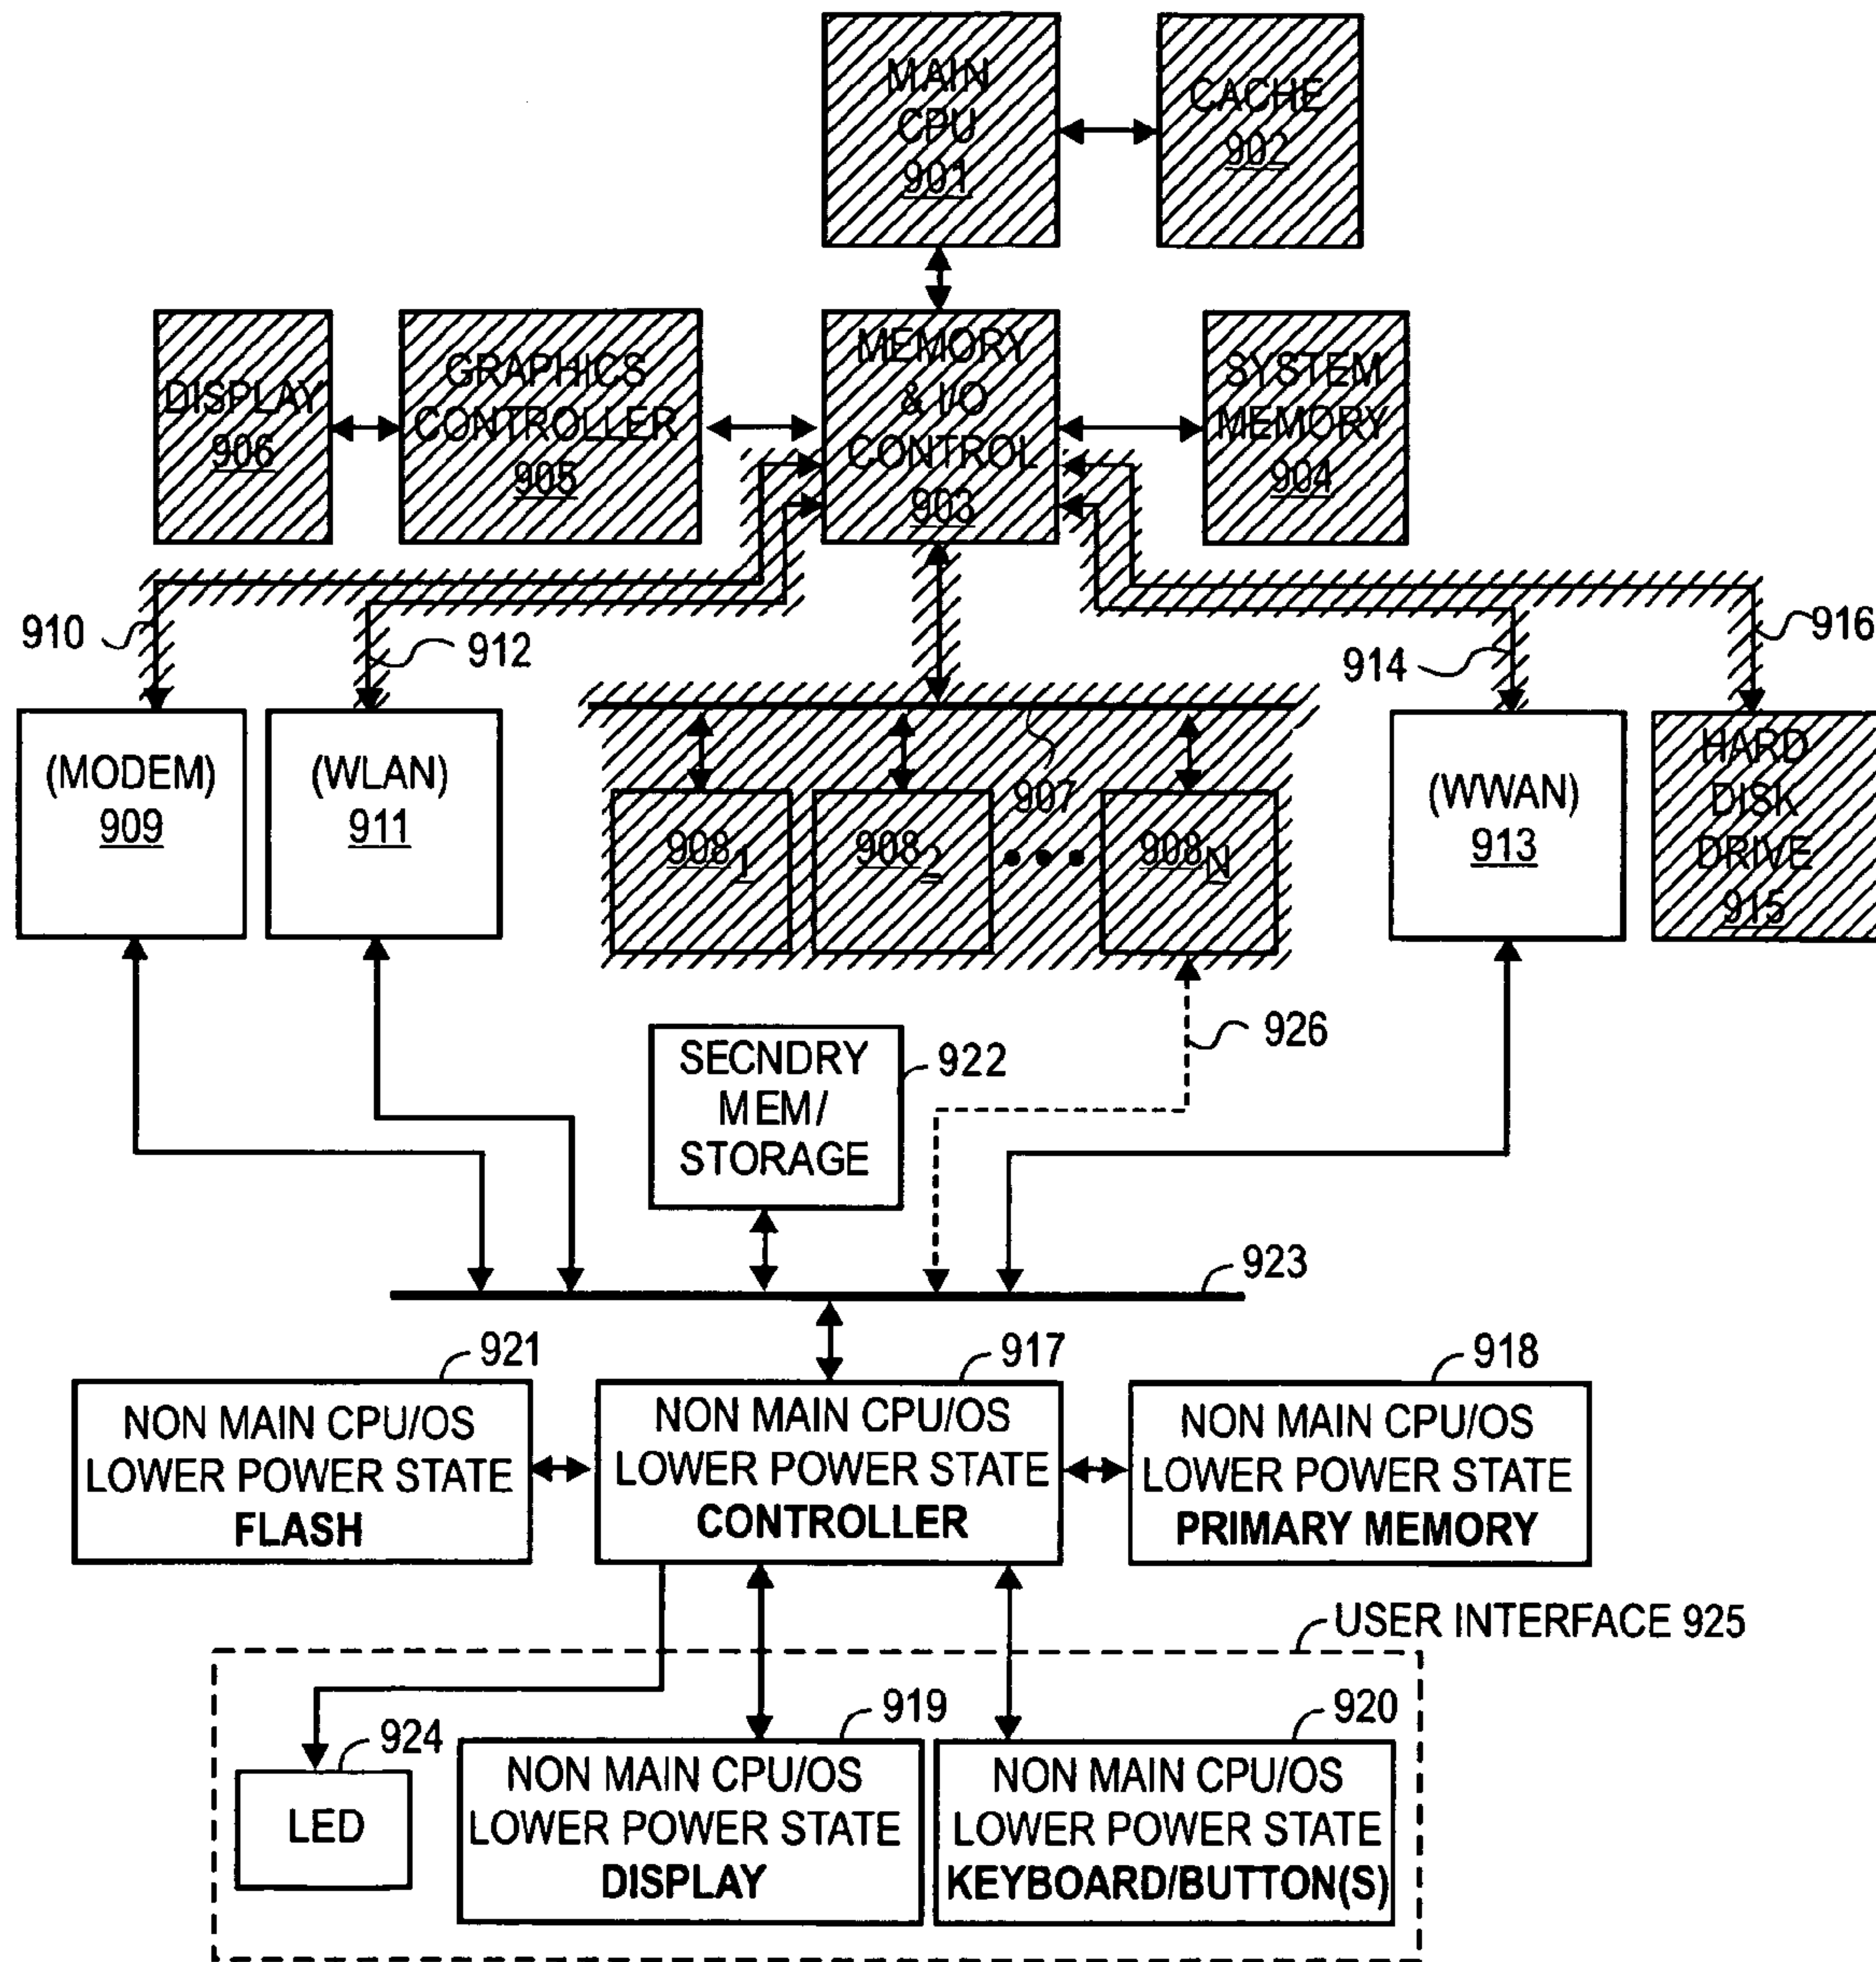 MAIN
CPU
901
CACHE
902
DISPLAY
906
GRAPHICS
CONTROLLER
905
MEMORY
& I/O
CONTROL
903
SYSTEM
MEMORY
904
910
912
914
916
(MODEM)
909
(WLAN)
911
907
908 1
908 2
908 N
(WWAN)
913
HARD
DISK
DRIVE
915
926
SECNDRY
MEM/
STORAGE
922
923
921
NON MAIN CPU/OS
LOWER POWER STATE
FLASH
917
NON MAIN CPU/OS
LOWER POWER STATE
CONTROLLER
918
NON MAIN CPU/OS
LOWER POWER STATE
PRIMARY MEMORY
USER INTERFACE 925
924
LED
919
NON MAIN CPU/OS
LOWER POWER STATE
DISPLAY
920
NON MAIN CPU/OS
LOWER POWER STATE
KEYBOARD/BUTTON(S)